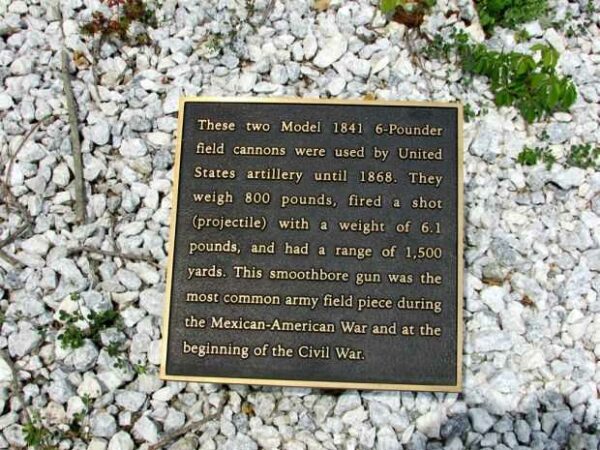 These two Model 1841 6-Pounder
field cannons were used by United
States artillery until 1868. They
weigh 800 pounds, fired a shot
(projectile) with a weight of 6.1
pounds, and had a range of 1,500
yards. This smoothbore gun was the
most common army field piece during
the Mexican-American War and at the
beginning of the Civil War.